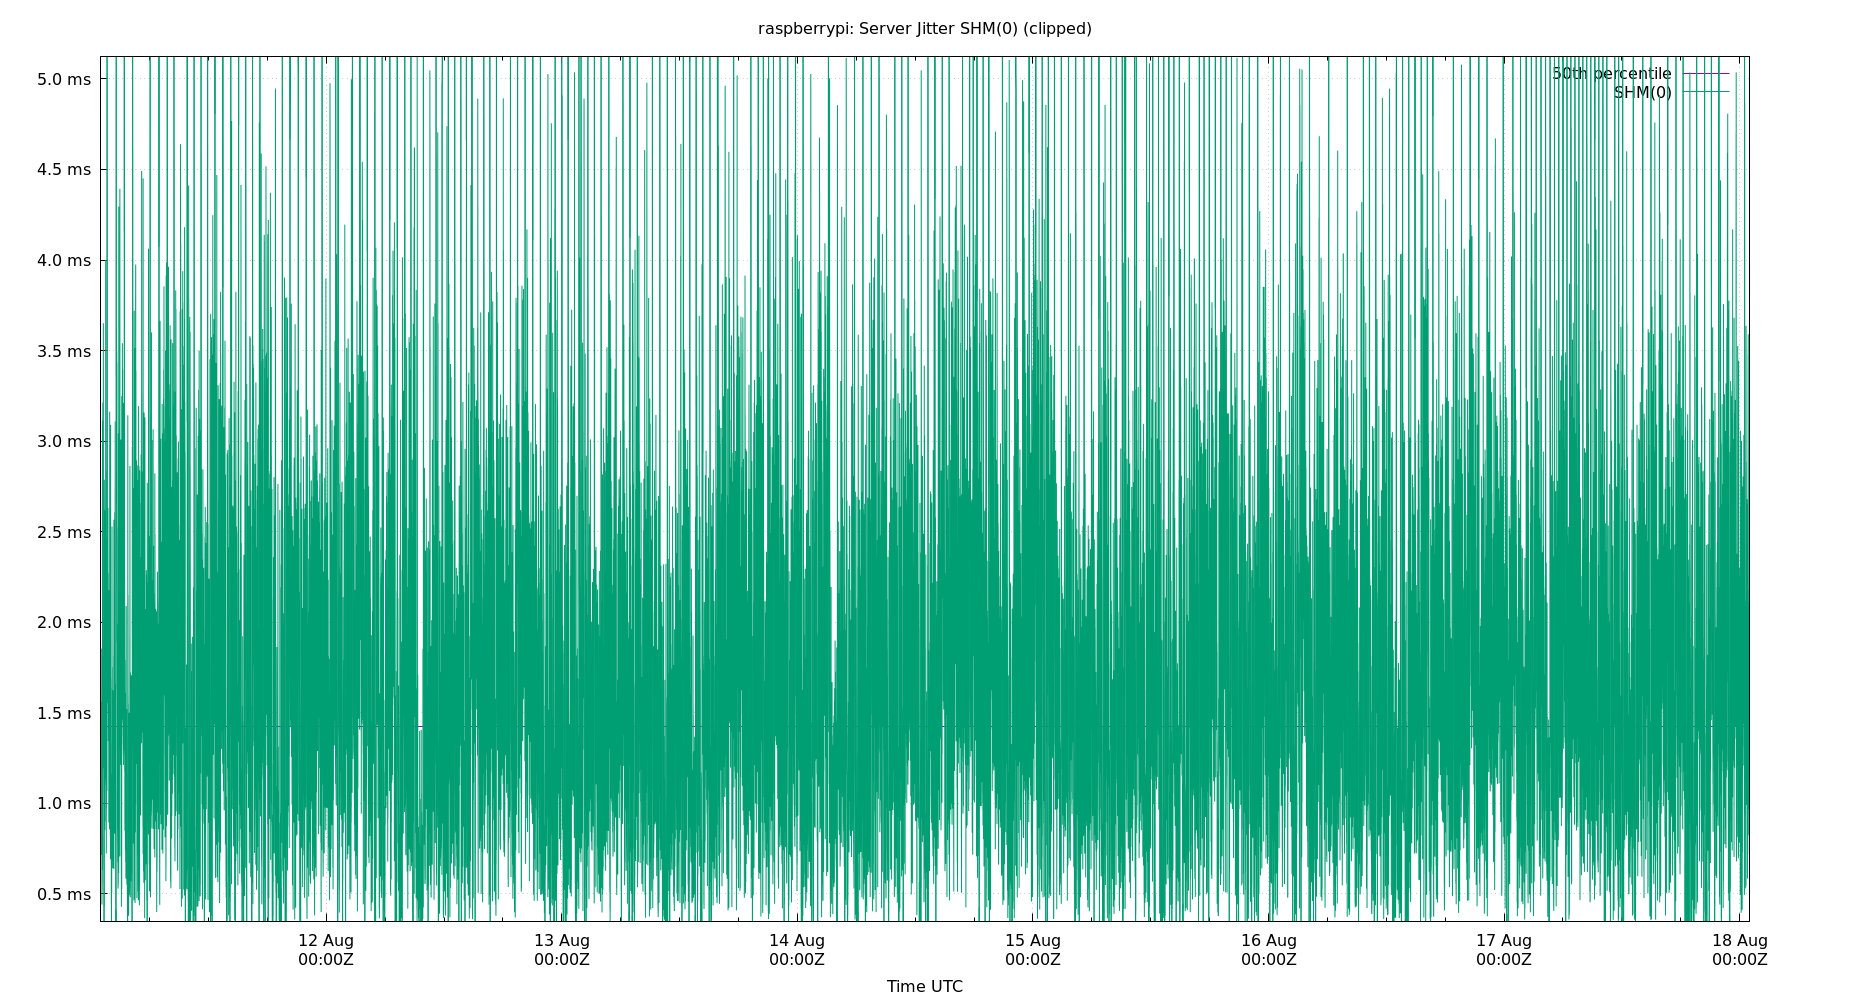 raspberrypi: Server Jitter SHM(0) (clipped)
5.0 ms
4.5 ms
4.0 ms
3.5 ms
3.0 ms
2.5 ms
2.0 ms
1.5 ms
1.0 ms
0.5 ms
50th percentile
SHM(0)
12 Aug
00:00Z
13 Aug
00:00Z
14 Aug
00:00Z
15 Aug
00:00Z
16 Aug
00:00Z
17 Aug
00:00Z
18 Aug
00:00Z
Time UTC